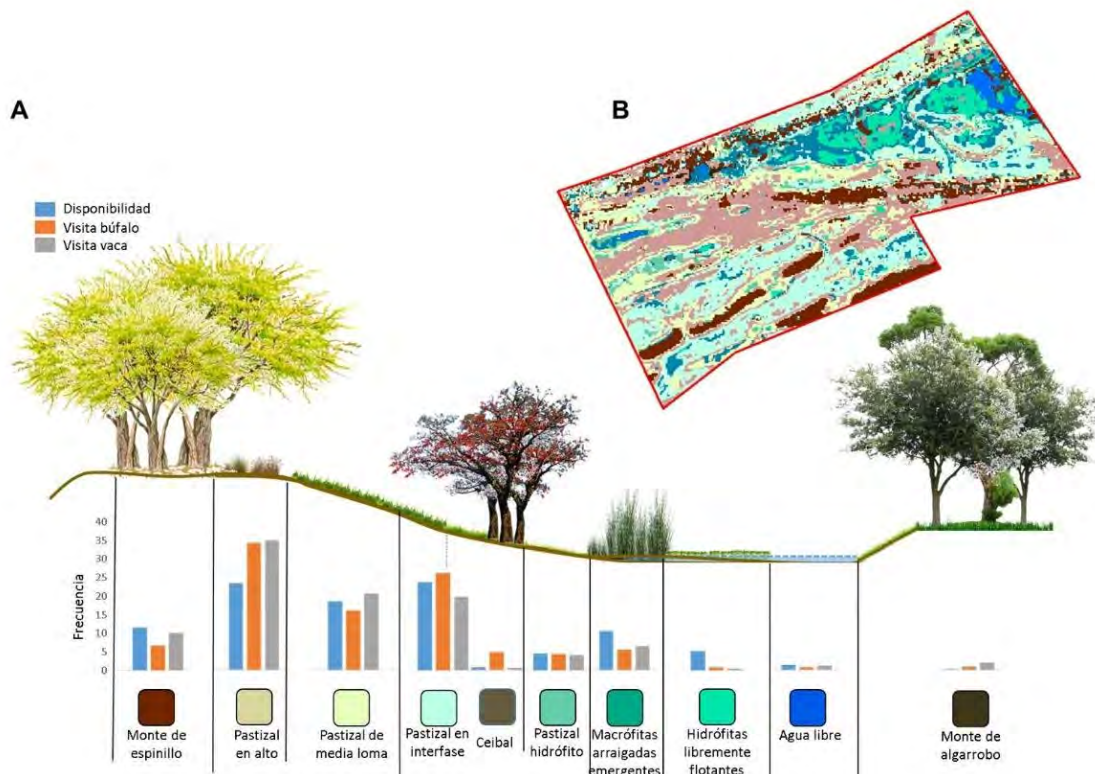 A
B
Disponibilidad
Visita búfalo
Visita vaca
Frecuencia
40
35
30
25
20
15
10
5
0
Monte de
espinillo
Pastizal
en alto
Pastizal de
media loma
Pastizal en
interfase
Ceibal
Pastizal
hidrófito
Macrófitas
arraigadas
emergentes
Hidrófitas
libremente
flotantes
Agua libre
Monte de
algarrobo